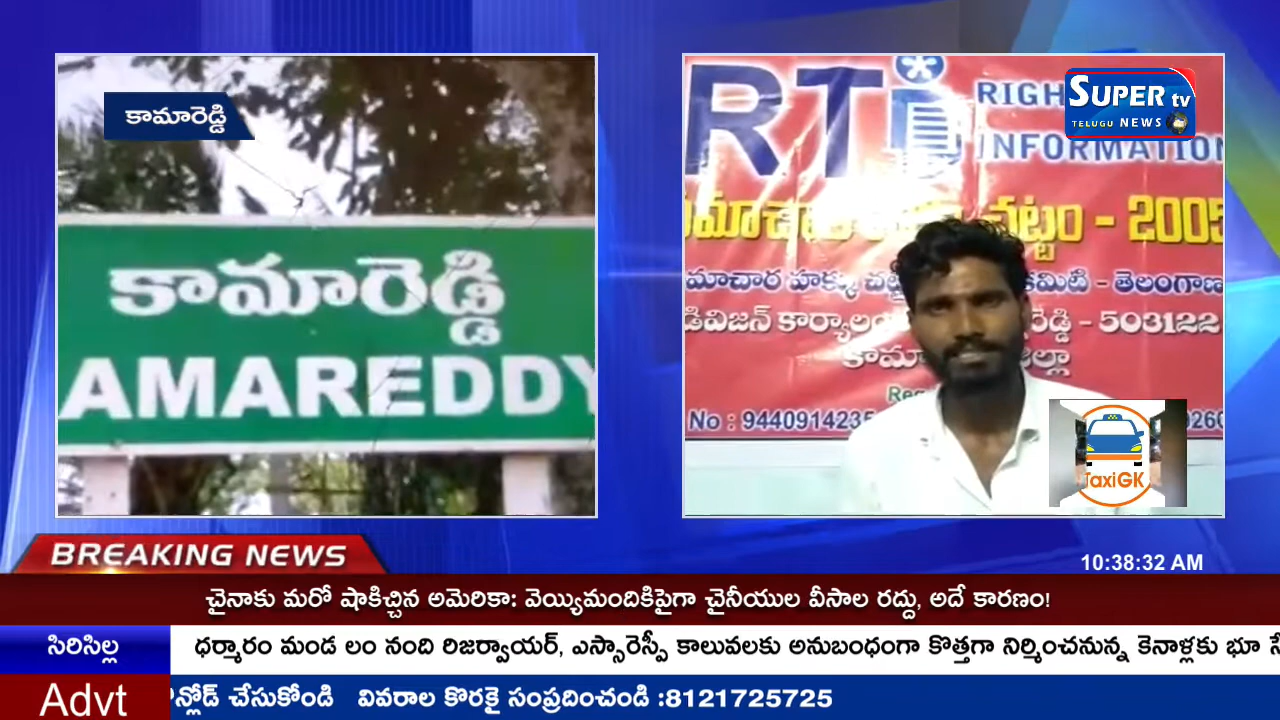 కామారెడ్డి
కామారెడ్డి
AMAREDDY
RTI
RIGH
INFORMATION
SUPER tv
TELUGU NEWS
చట్టం - 2005
మాచార హక్కు కమిటీ - తెలంగాణ
డివిజన్ - 503122
No : 944091423
TaxiGK
BREAKING NEWS
10:38:32 AM
చైనాకు మరో షాకిచ్చిన అమెరికా: వెయ్యిమందికిపైగా చైనీయుల వీసాల రద్దు, అదే కారణం!
సిరిసిల్ల
ధర్మారం మండ లం నంది రిజర్వాయర్, ఎస్సారెస్పీ కాలువలకు అనుబంధంగా కొత్తగా నిర్మించనున్న కెనాళ్లకు భూ సే
Advt
న్లోడ్ చేసుకోండి వివరాల కొరకై సంప్రదించండి :8121725725